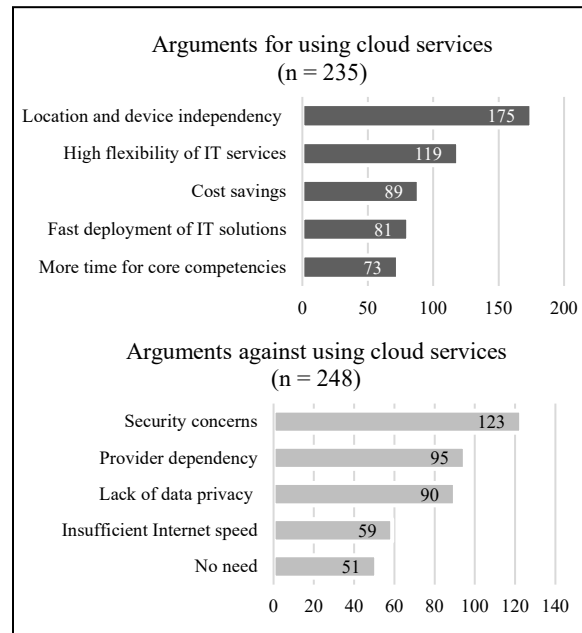 Arguments for using cloud services
(n = 235)
Location and device independency 175
High flexibility of IT services 119
Cost savings 89
Fast deployment of IT solutions 81
More time for core competencies 73
0 50 100 150 200
Arguments against using cloud services
(n = 248)
Security concerns 123
Provider dependency 95
Lack of data privacy 90
Insufficient Internet speed 59
No need 51
0 20 40 60 80 100 120 140